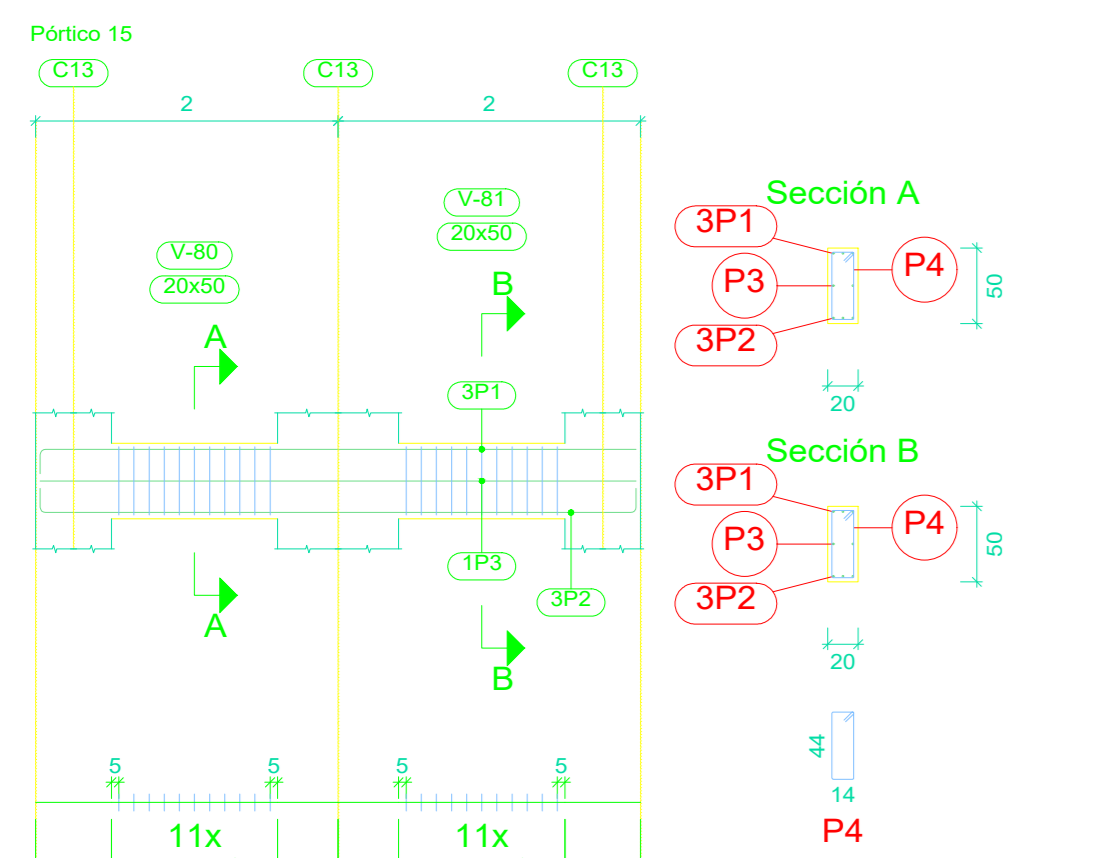 Pórtico 15
C13
C13
C13
2
2
V-80
20x50
V-81
20x50
A
B
3P1
1P3
3P2
A
B
5
5
5
5
11x
11x
Sección A
3P1
P3
3P2
P4
50
20
Sección B
3P1
P3
3P2
P4
50
20
44
14
P4